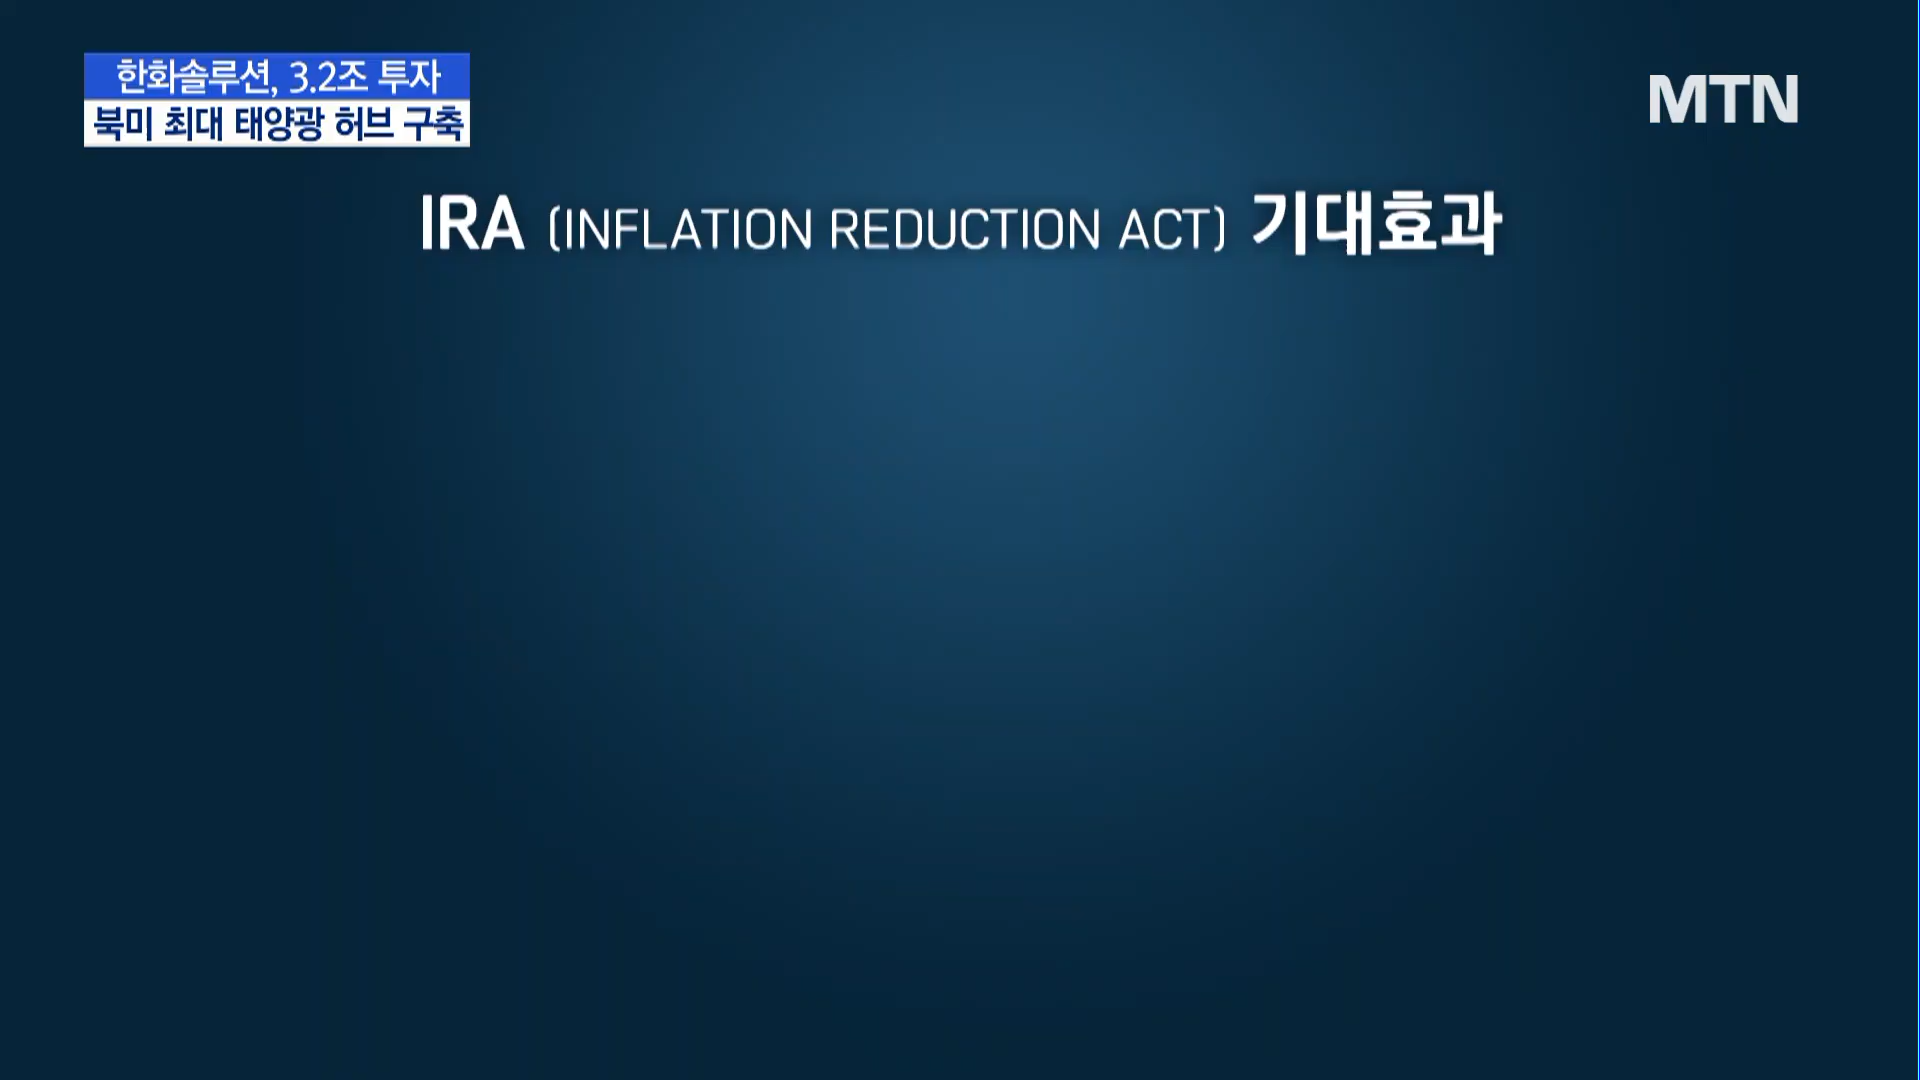 한화솔루션, 3.2조 투자
북미 최대 태양광 허브 구축
MTN
IRA (INFLATION REDUCTION ACT) 기대효과